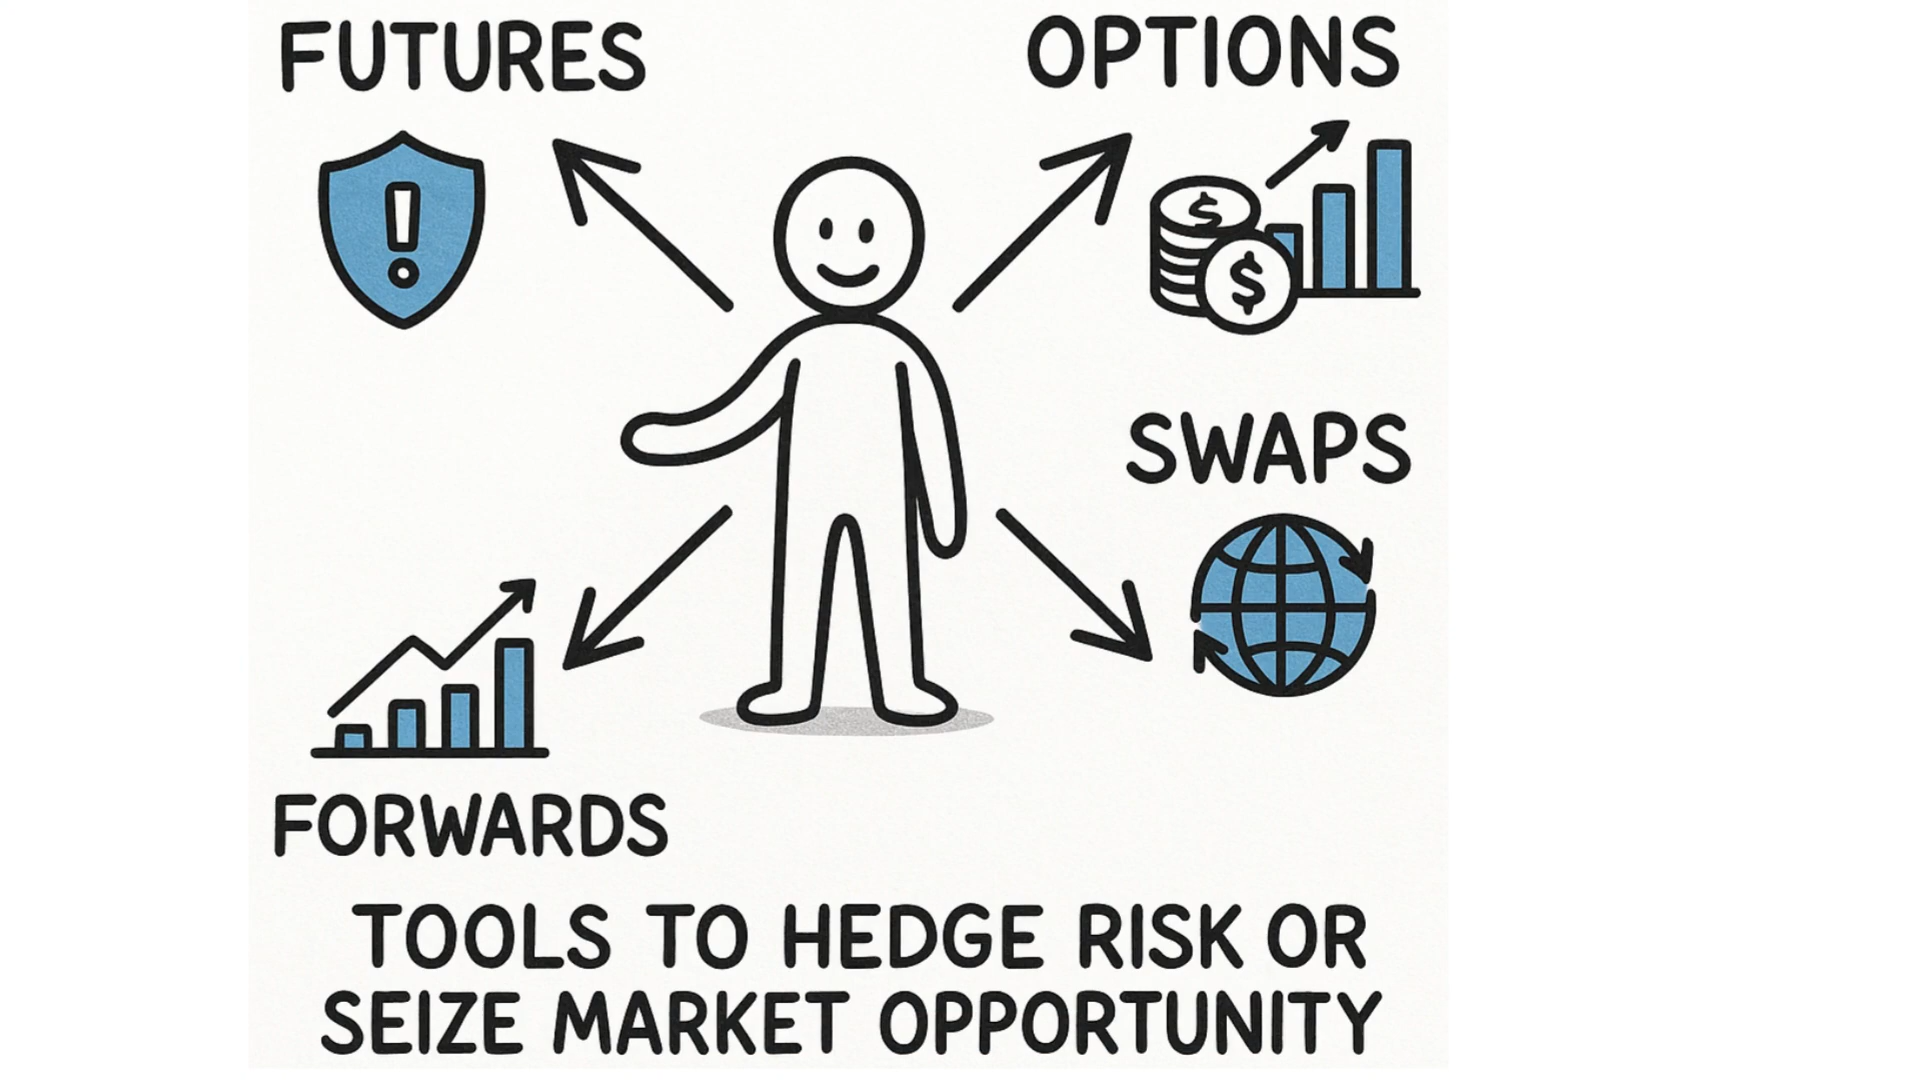 FUTURES
OPTIONS
!
$
$
SWAPS
FORWARDS
TOOLS TO HEDGE RISK OR
SEIZE MARKET OPPORTUNITY